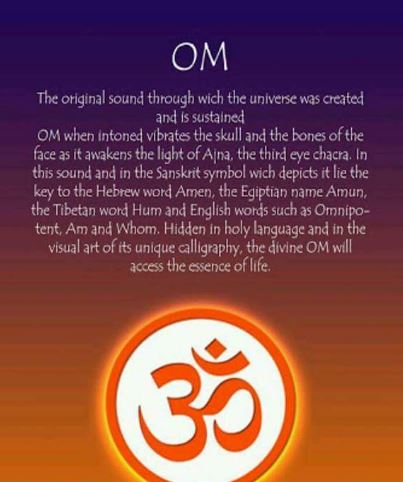 OM
The original sound through wich the universe was created
and is sustained
OM when intoned vibrates the skull and the bones of the
face as it awakens the light of Ajna, the third eye chacra. In
this sound and in the Sanskrit symbol wich depicts it lie the
key to the Hebrew word Amen, the Egiptian name Amun,
the Tibetan word Hum and English words such as Omnipo-
tent, Am and Whom. Hidden in holy language and in the
visual art of its unique calligraphy, the divine OM will
access the essence of life.
ॐ